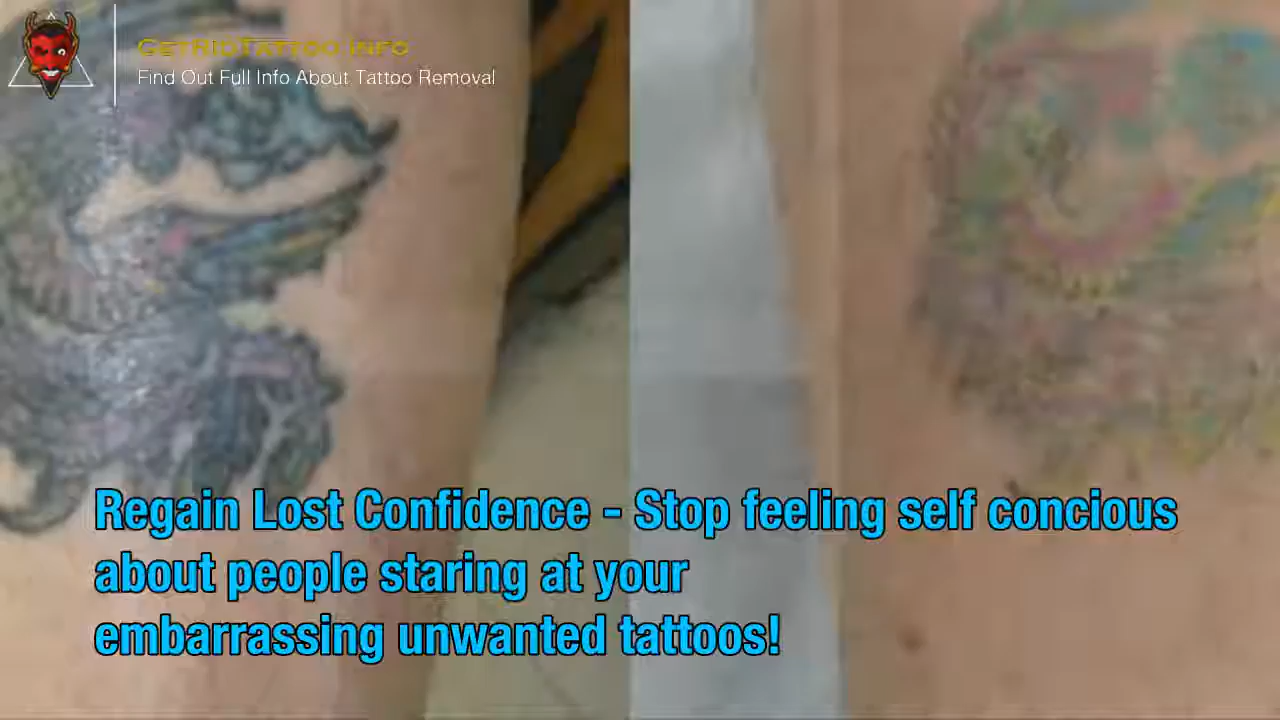 GetRidTattoo.Info
Find Out Full Info About Tattoo Removal
Regain Lost Confidence - Stop feeling self concious
about people staring at your
embarrassing unwanted tattoos!